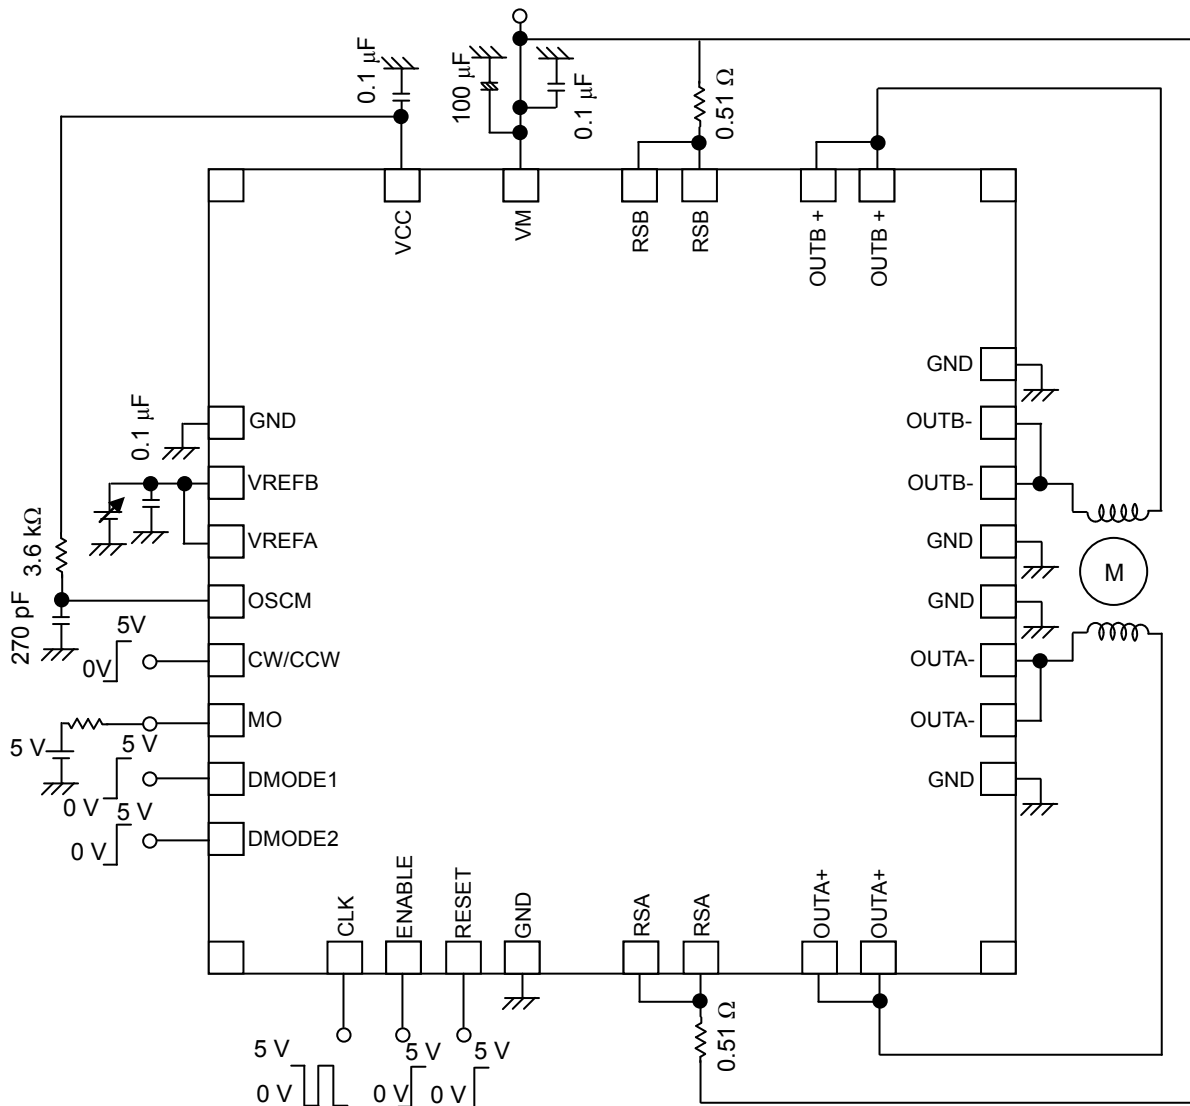 0.1 μF
100 μF
0.1 μF
0.51 Ω
VCC
VM
RSB
RSB
OUTB +
OUTB +
GND
VREFB
VREFA
OSCM
CW/CCW
MO
DMODE1
DMODE2
0.1 μF
3.6 kΩ
270 pF
5V
0V
5 V
5 V
0 V
5 V
0 V
GND
OUTB-
OUTB-
GND
GND
OUTA-
OUTA-
GND
M
CLK
ENABLE
RESET
GND
RSA
RSA
OUTA+
OUTA+
0.51 Ω
5 V
0 V
5 V
0 V
5 V
0 V